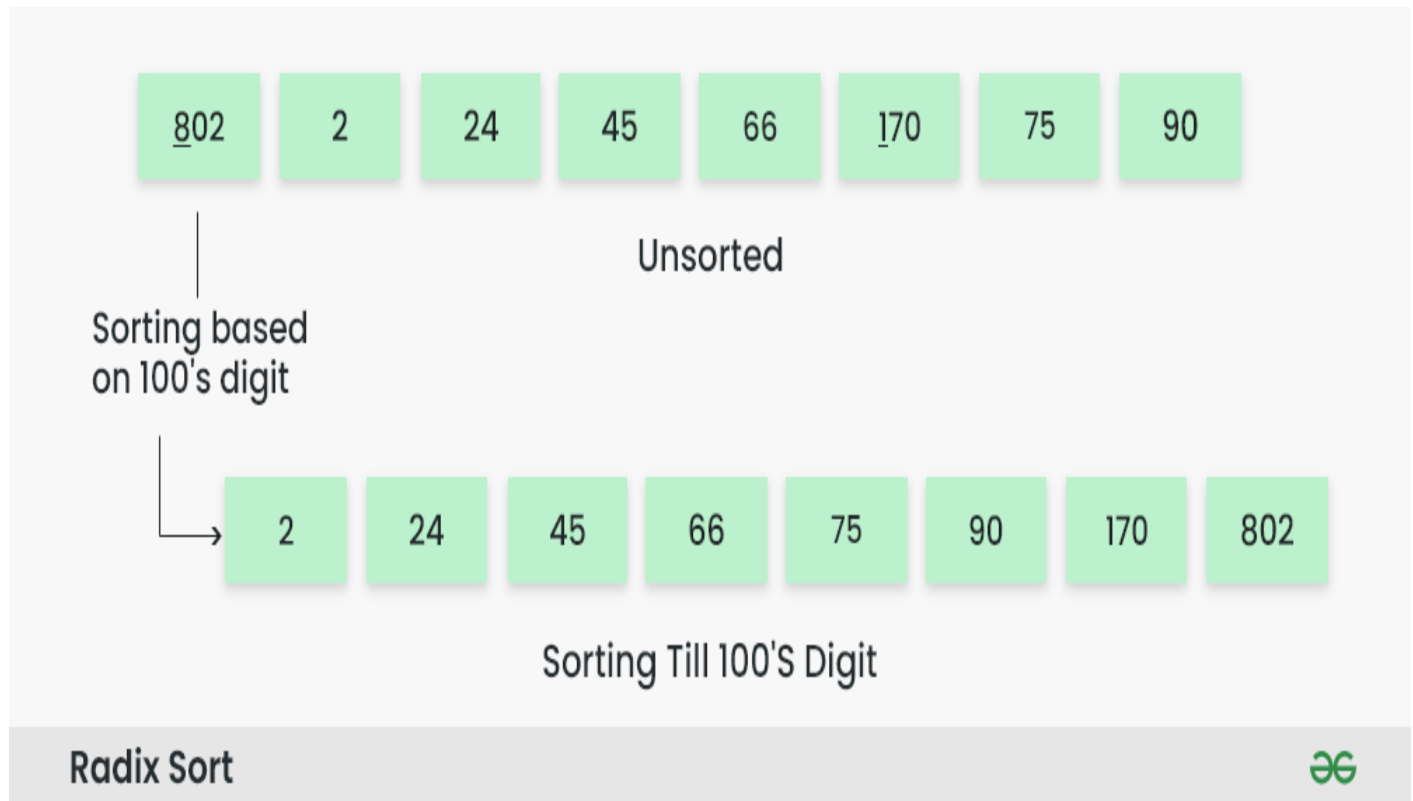 802 2 24 45 66 170 75 90
Unsorted
Sorting based
on 100's digit
2 24 45 66 75 90 170 802
Sorting Till 100'S Digit
Radix Sort